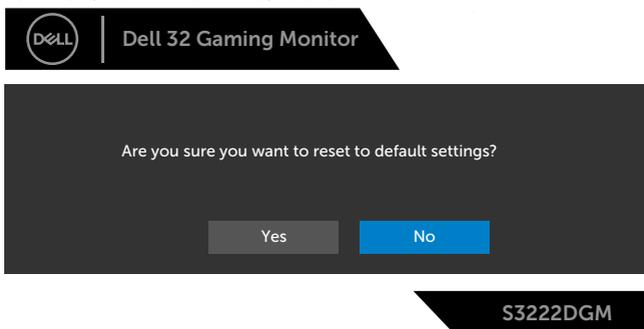 DELL
Dell 32 Gaming Monitor
Are you sure you want to reset to default settings?
Yes No
S3222DGM